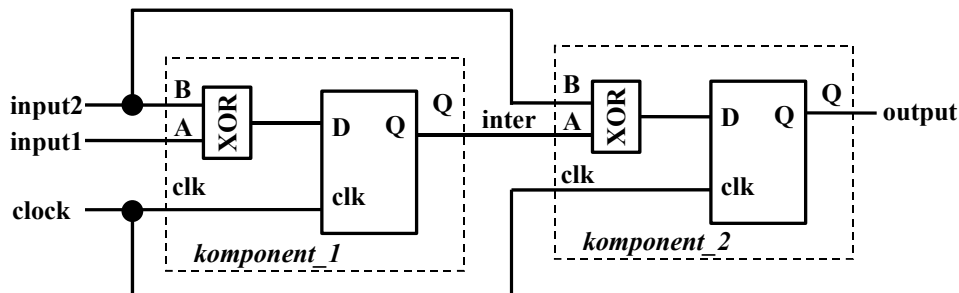 input2
input1
clock
B
A
XOR
clk
D
Q
clk
Q
komponent_1
inter
B
A
XOR
clk
D
Q
clk
Q
komponent_2
output